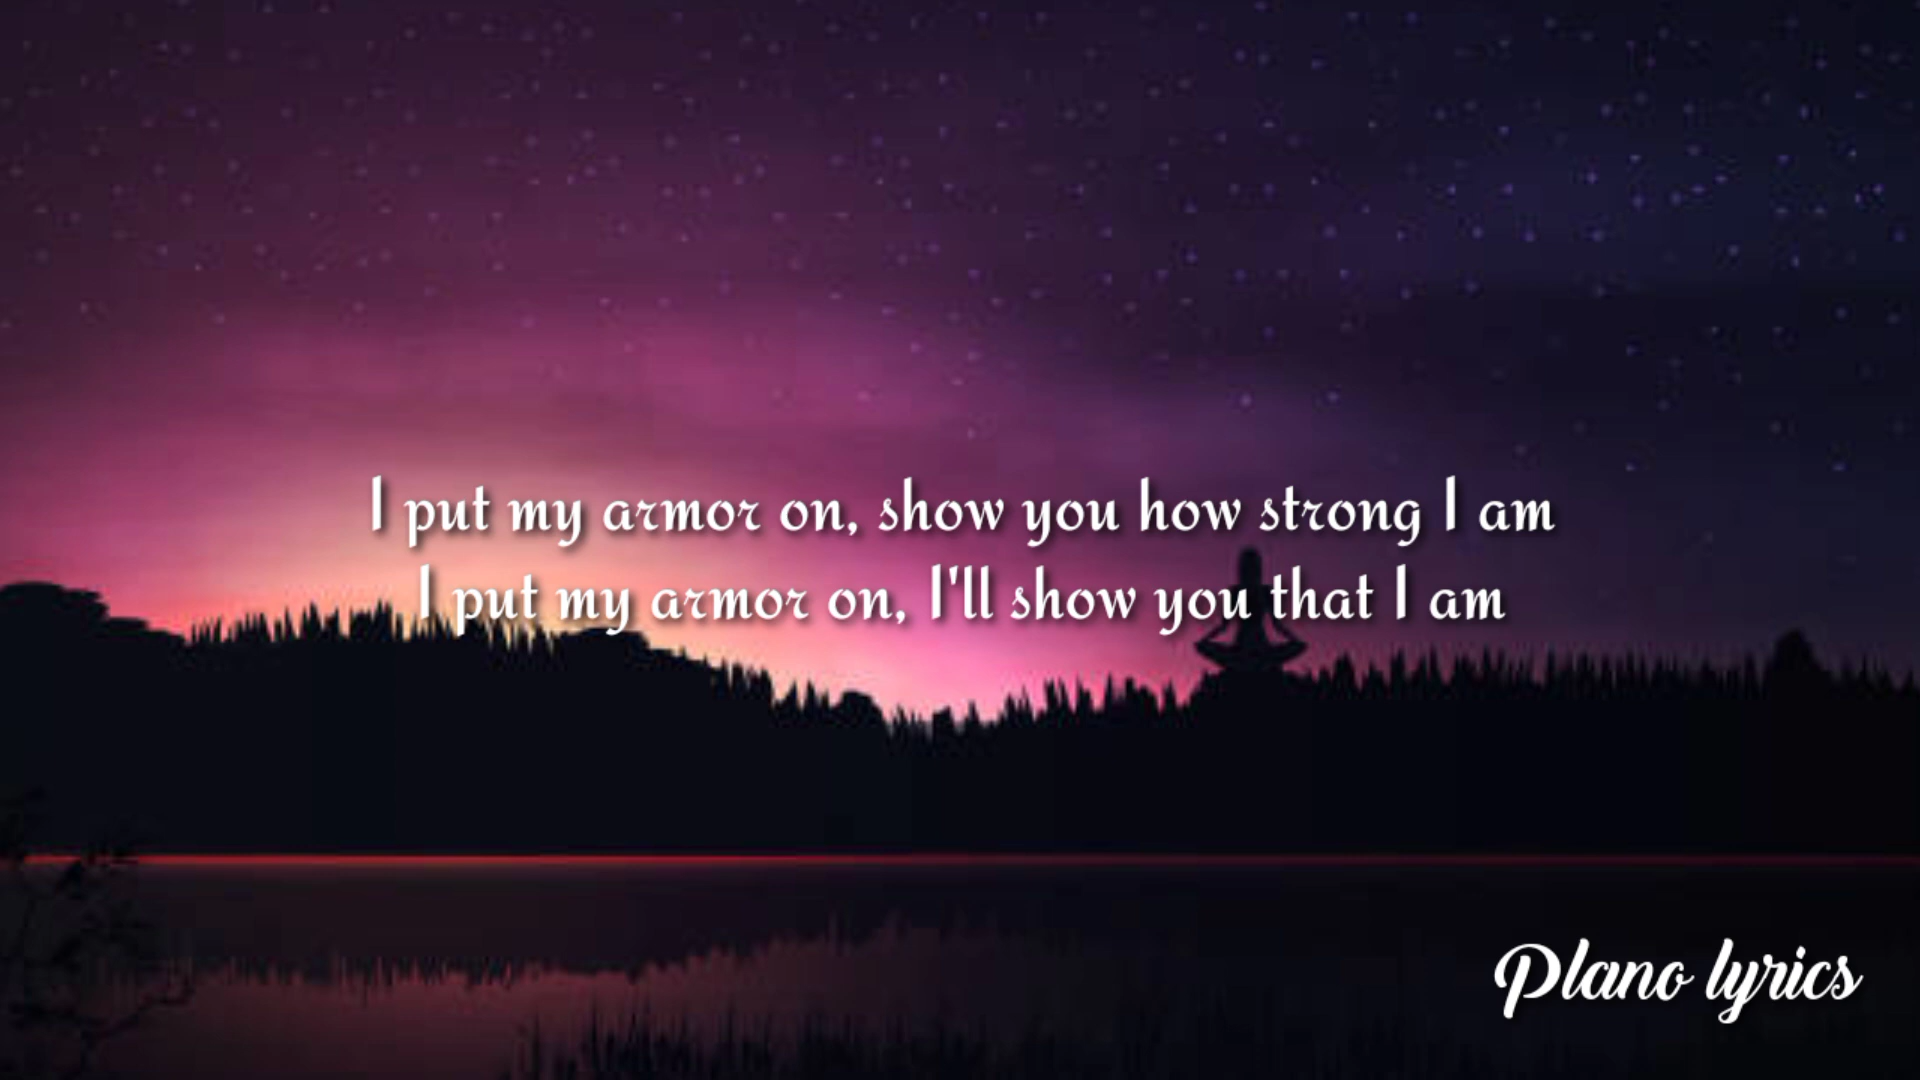 I put my armor on, show you how strong I am
I put my armor on, I'll show you that I am
Plano lyrics